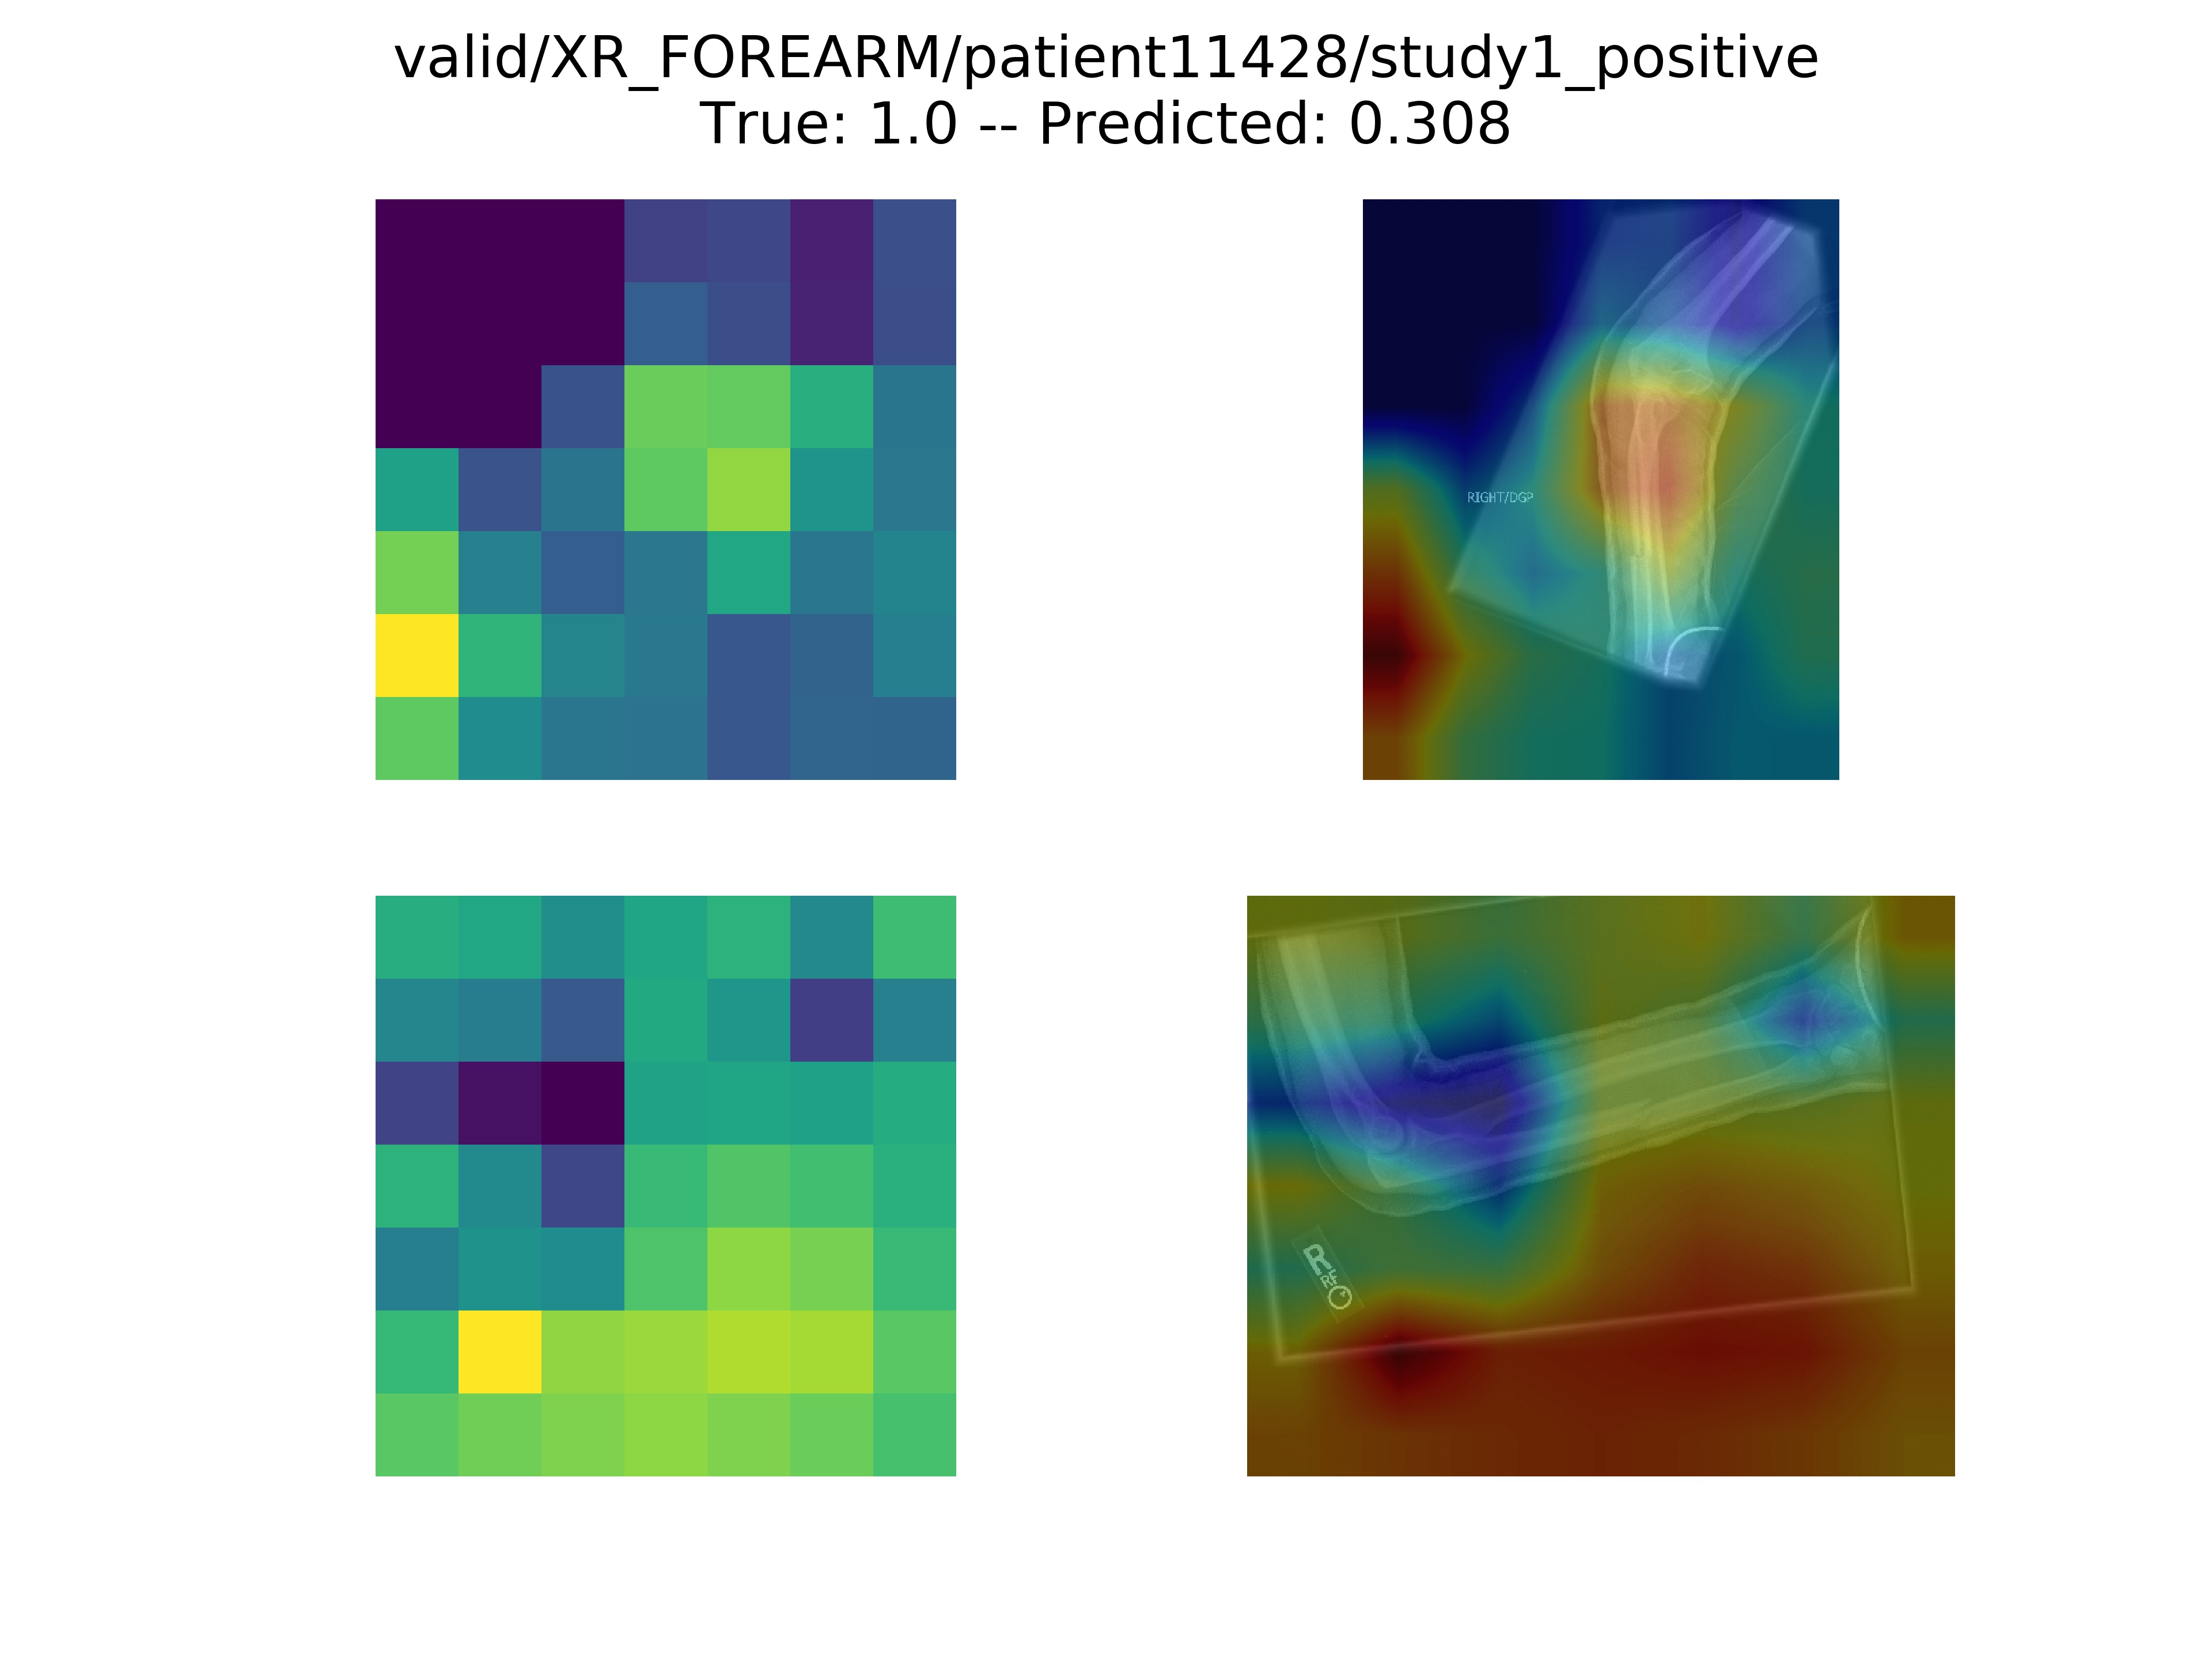 valid/XR_FOREARM/patient11428/study1_positive
True: 1.0 -- Predicted: 0.308
RIGHT/DGP
R